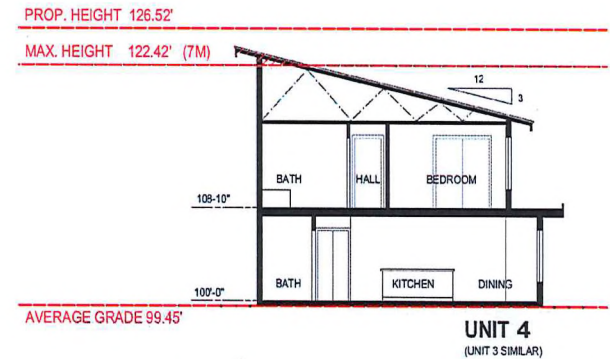 PROP. HEIGHT 126.52'
MAX. HEIGHT 122.42' (7M)
12
3
BATH HALL BEDROOM
108-10"
BATH KITCHEN DINING
100'-0"
AVERAGE GRADE 99.45'
UNIT 4
(UNIT 3 SIMILAR)